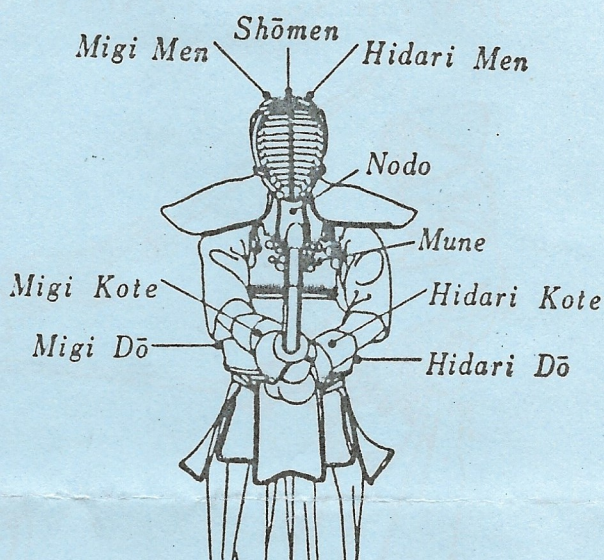 Shōmen
Migi Men
Hidari Men
Nodo
Mune
Migi Kote
Hidari Kote
Migi Dō
Hidari Dō